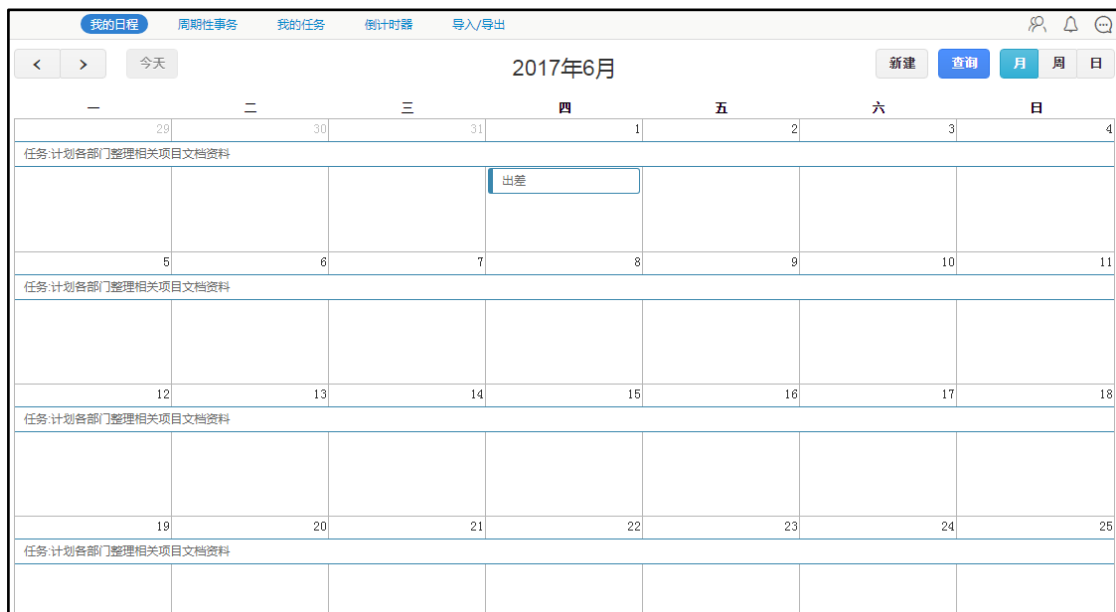 我的日程 周期性事务 我的任务 倒计时器 导入/导出
今天 2017年6月 新建 查询 月 周 日
一 二 三 四 五 六 日
29 30 31 1 2 3 4
任务:计划各部门整理相关项目文档资料
出差
5 6 7 8 9 10 11
任务:计划各部门整理相关项目文档资料
12 13 14 15 16 17 18
任务:计划各部门整理相关项目文档资料
19 20 21 22 23 24 25
任务:计划各部门整理相关项目文档资料